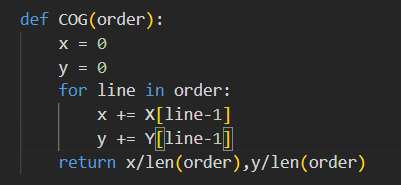 def COG(order):
    x = 0
    y = 0
    for line in order:
        x += X[line-1]
        y += Y[line-1]
    return x/len(order),y/len(order)